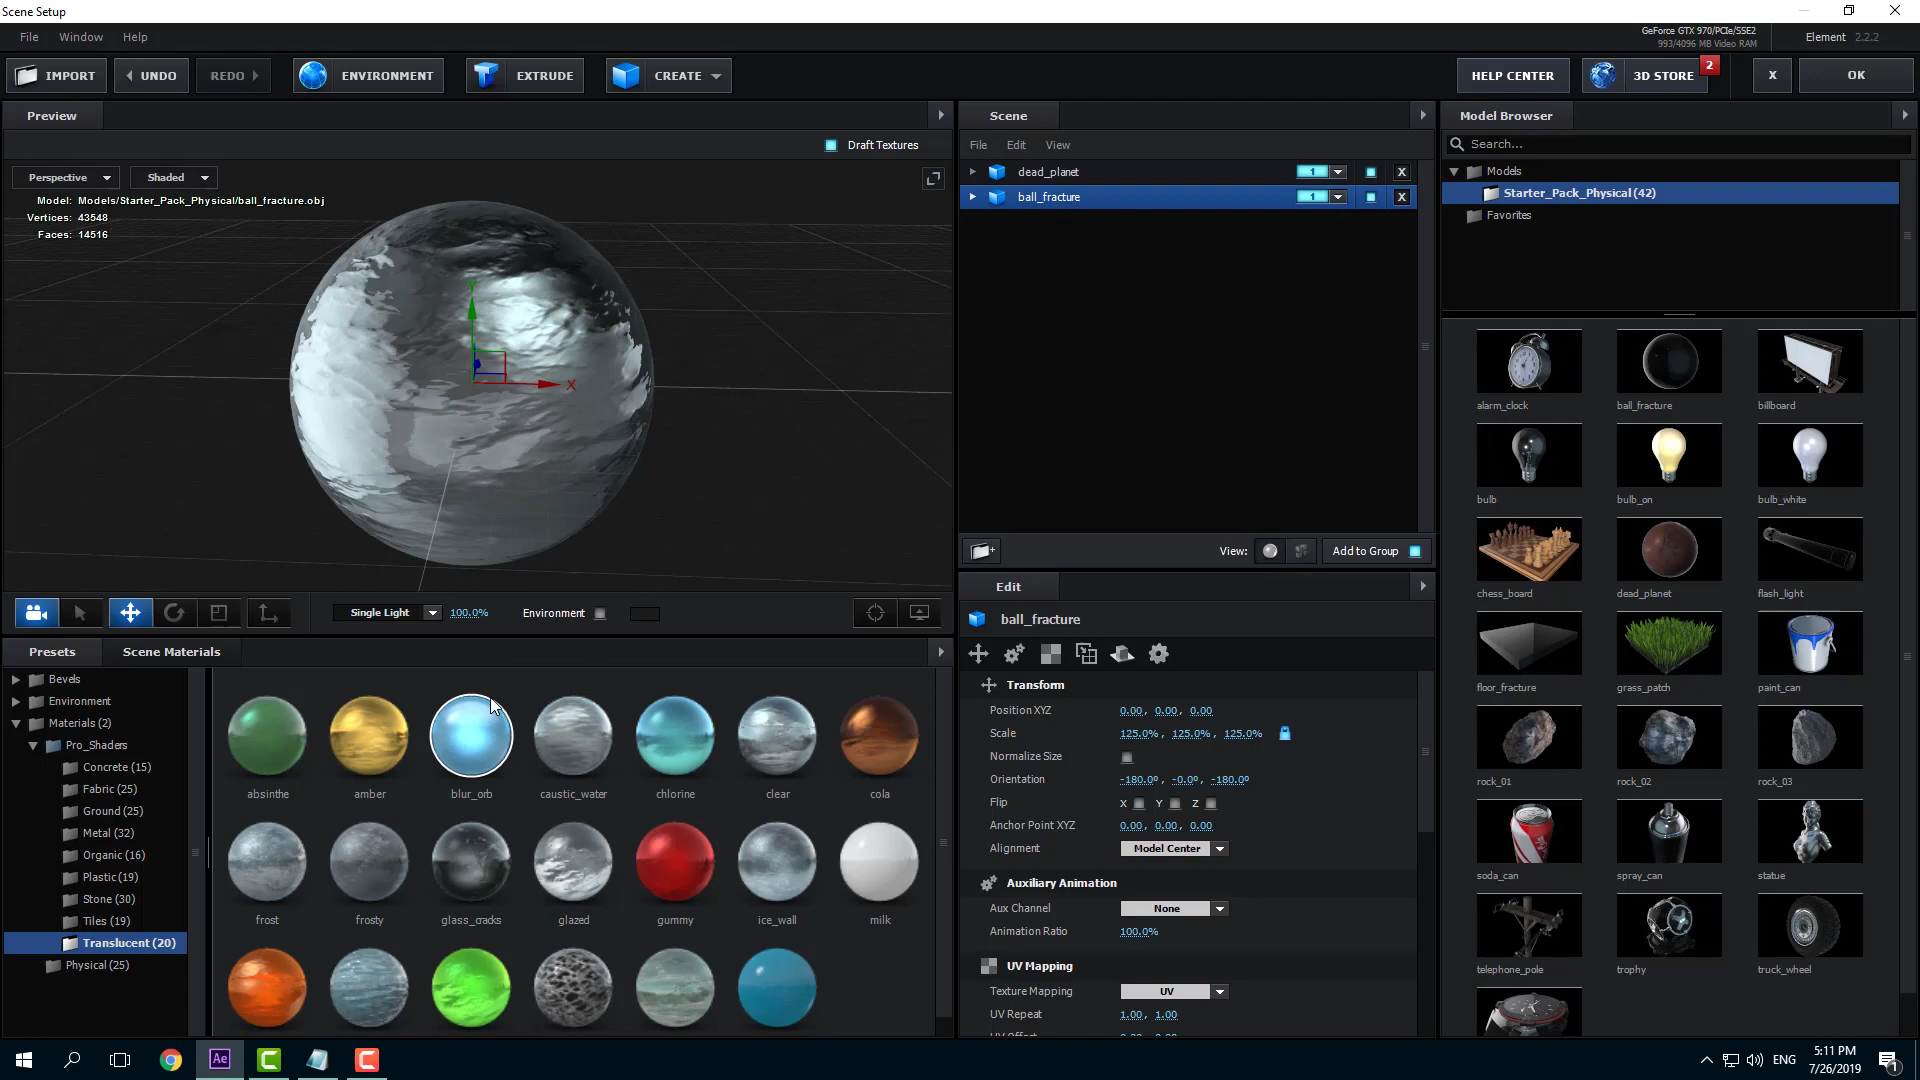 Scene Setup
File Window Help
GeForce GTX 970/PCIe/SSE2
993/4096 MB Video RAM
Element 2.2.2
IMPORT UNDO REDO ENVIRONMENT EXTRUDE CREATE HELP CENTER 3D STORE 2 X OK
Preview
Draft Textures
Perspective Shaded
Model: Models/Starter_Pack_Physical/ball_fracture.obj
Vertices: 43548
Faces: 14516
Y
X
Single Light 100.0% Environment
Scene
File Edit View
dead_planet 1 X
ball_fracture 1 X
View: Add to Group
Edit
ball_fracture
Transform
Position XYZ 0.00, 0.00, 0.00
Scale 125.0%, 125.0%, 125.0%
Normalize Size
Orientation -180.0º, -0.0º, -180.0º
Flip X Y Z
Anchor Point XYZ 0.00, 0.00, 0.00
Alignment Model Center
Auxiliary Animation
Aux Channel None
Animation Ratio 100.0%
UV Mapping
Texture Mapping UV
UV Repeat 1.00, 1.00
Model Browser
Search...
Models
Starter_Pack_Physical (42)
Favorites
alarm_clock ball_fracture billboard
bulb bulb_on bulb_white
chess_board dead_planet flash_light
floor_fracture grass_patch paint_can
rock_01 rock_02 rock_03
soda_can spray_can statue
telephone_pole trophy truck_wheel
Presets Scene Materials
Bevels
Environment
Materials (2)
Pro_Shaders
Concrete (15)
Fabric (25)
Ground (25)
Metal (32)
Organic (16)
Plastic (19)
Stone (30)
Tiles (19)
Translucent (20)
Physical (25)
absinthe amber blur_orb caustic_water chlorine clear cola
frost frosty glass_cracks glazed gummy ice_wall milk
Ae
ENG
5:11 PM
7/26/2019
1